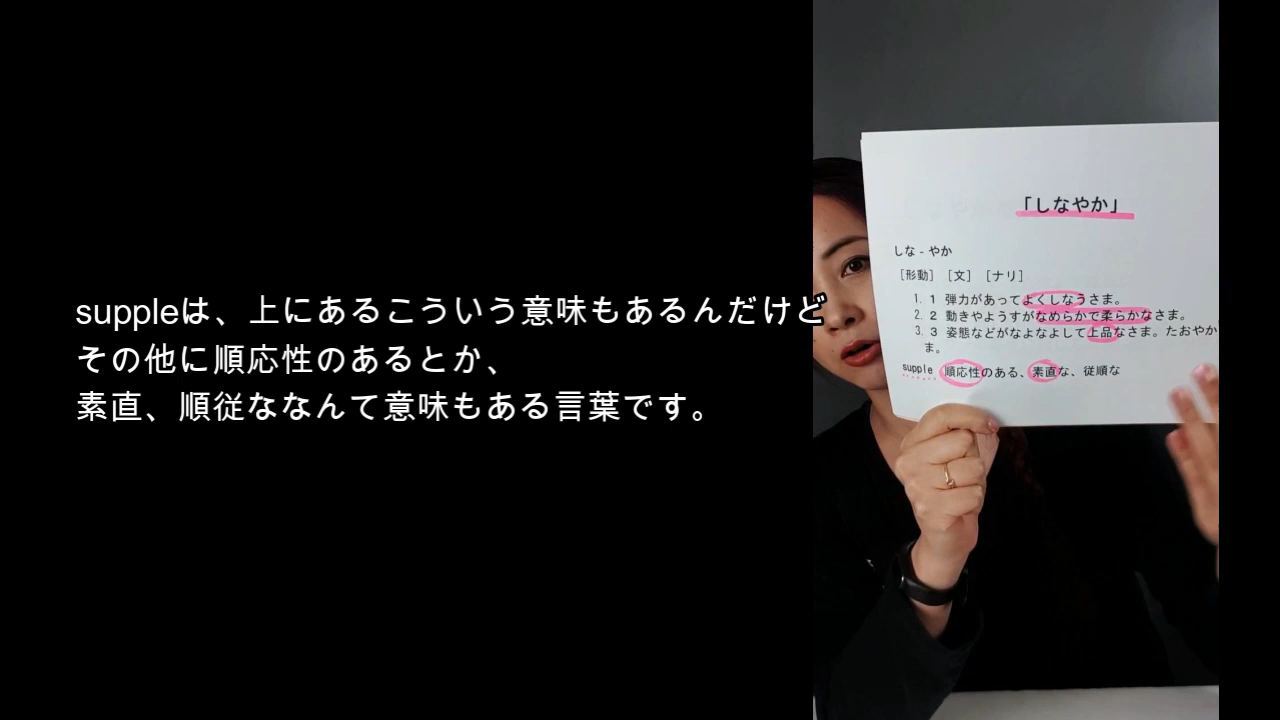 suppleは、上にあるこういう意味もあるんだけど
その他に順応性のあるとか、
素直、順従ななんて意味もある言葉です。
「しなやか」
しな - やか
［形動］［文］［ナリ］
1. 1 弾力があってよくしなうさま。
2. 2 動きやようすがなめらかで柔らかなさま。
3. 3 姿態などがなよなよして上品なさま。たおやか
ま。
supple 順応性のある、素直な、従順な